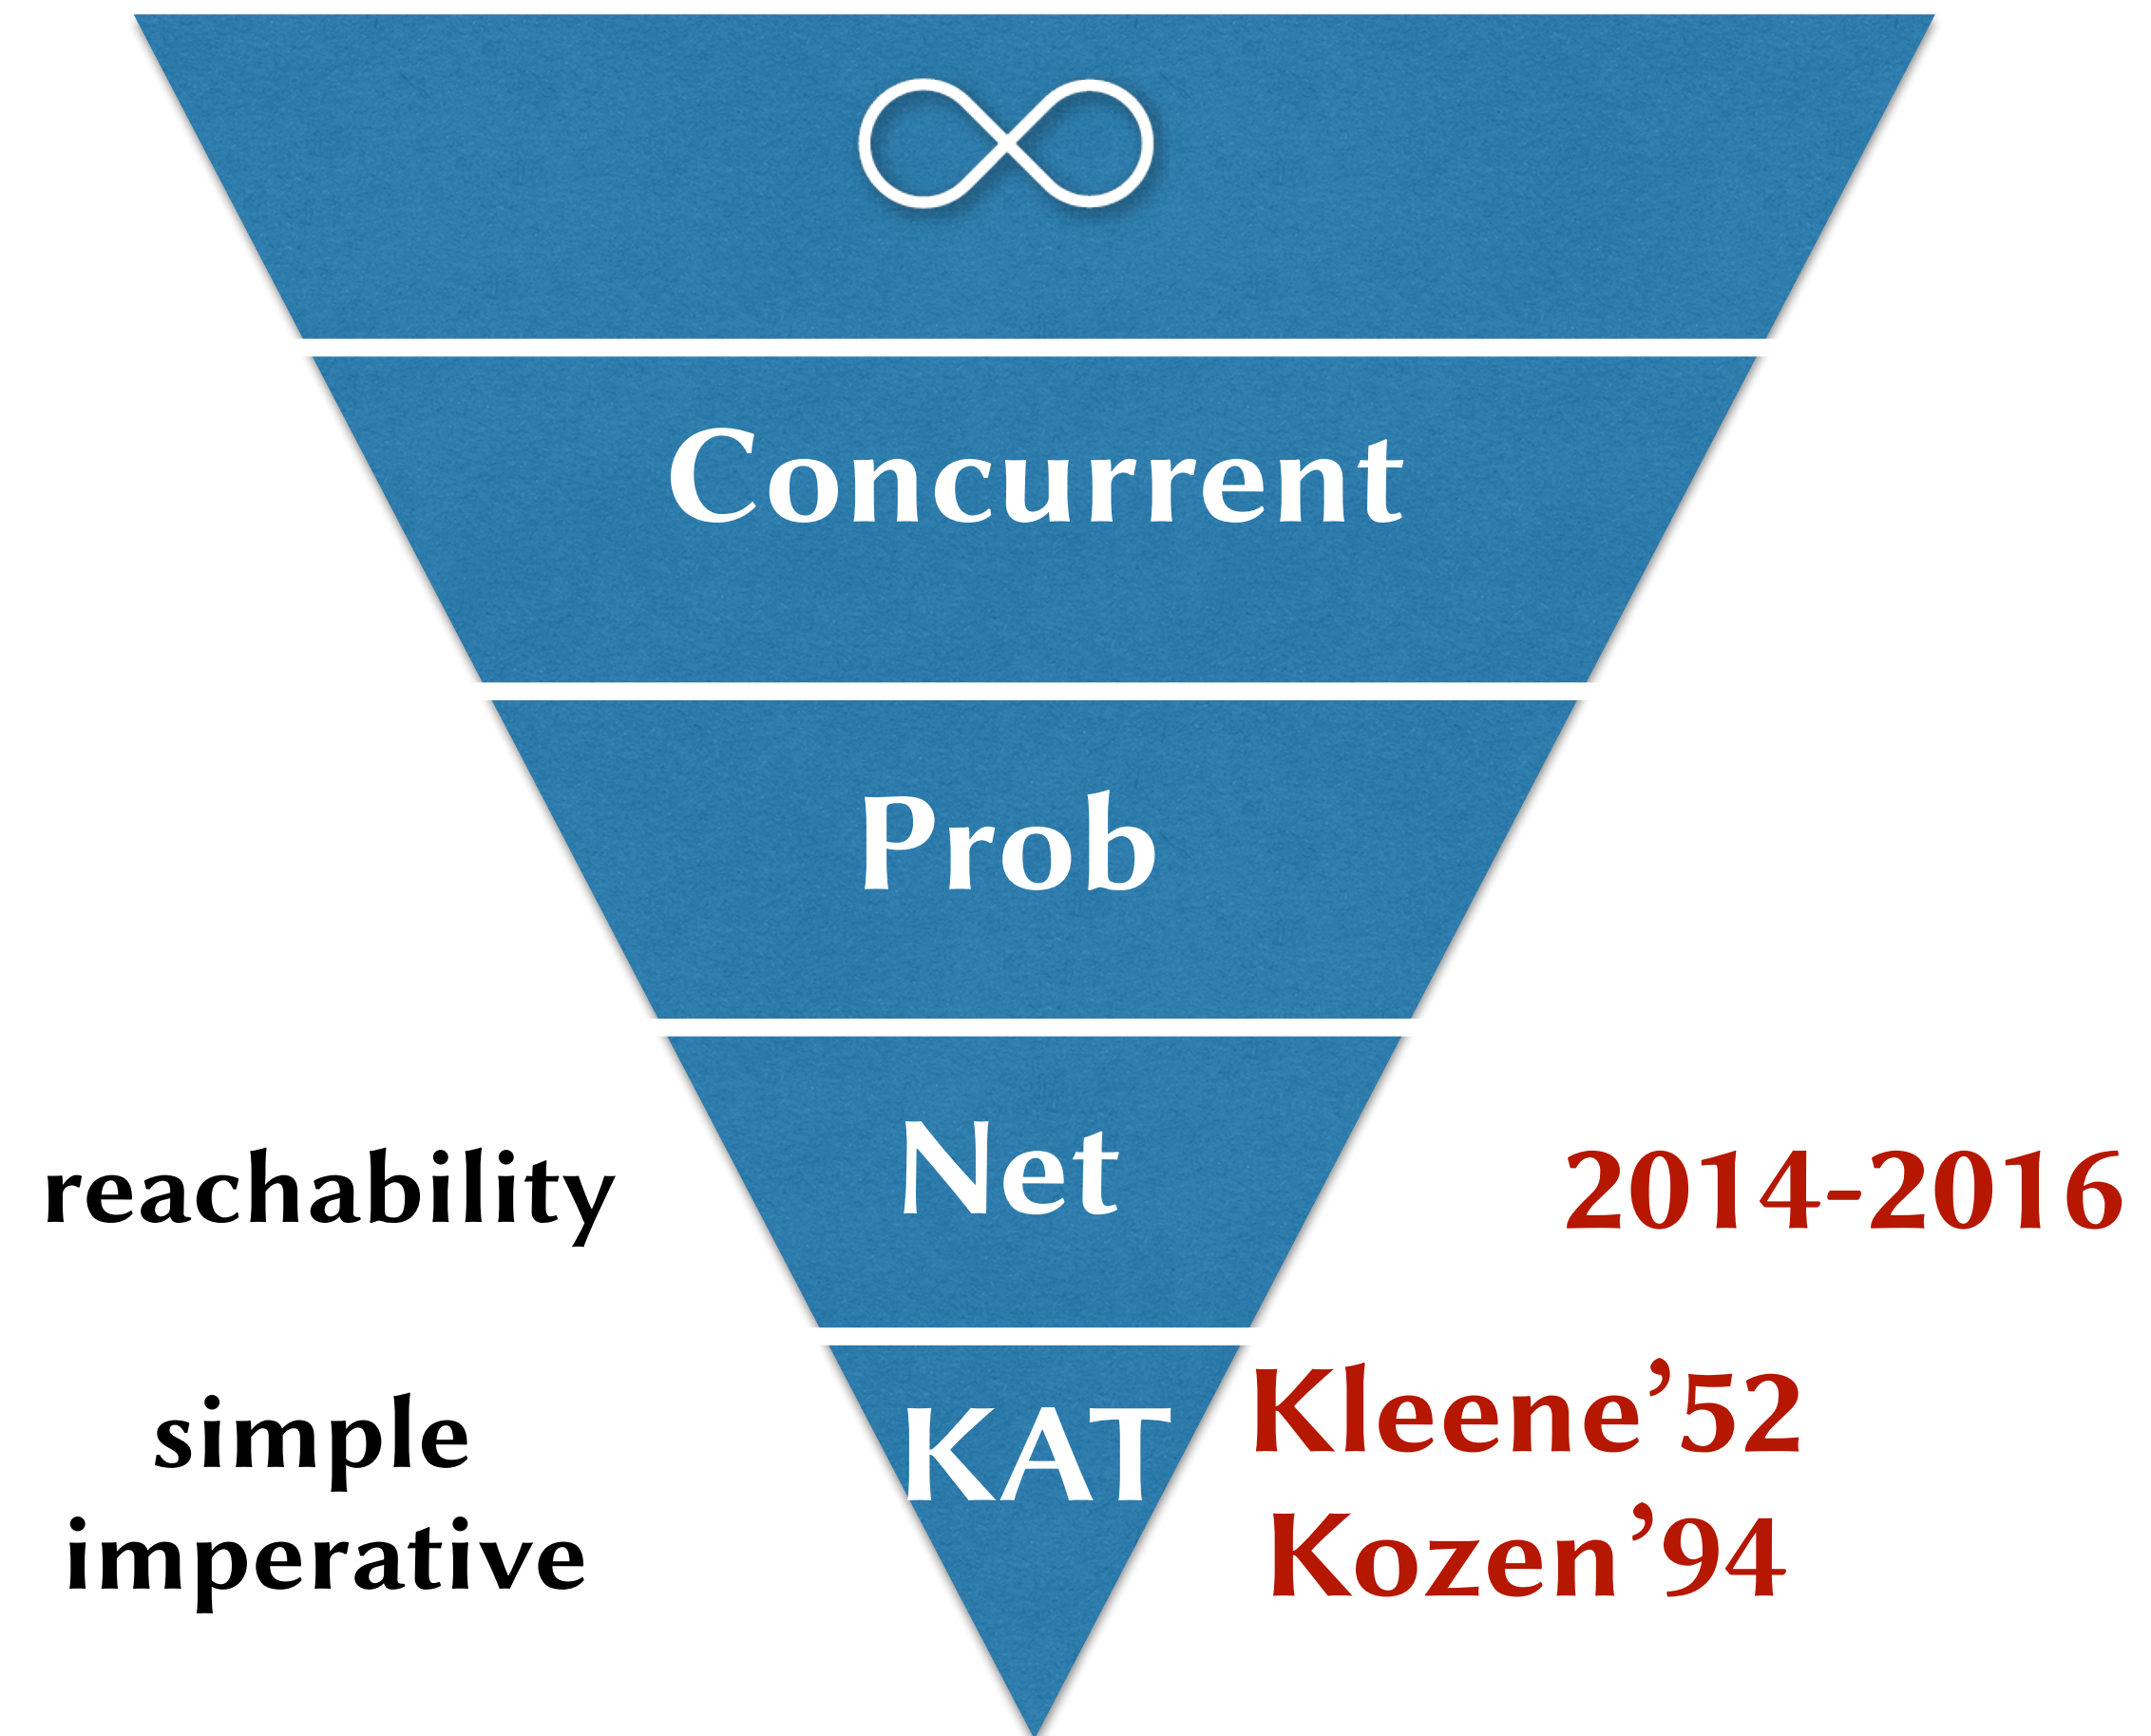 ∞
Concurrent
Prob
reachability
Net
2014-2016
simple
imperative
KAT
Kleene’52
Kozen’94